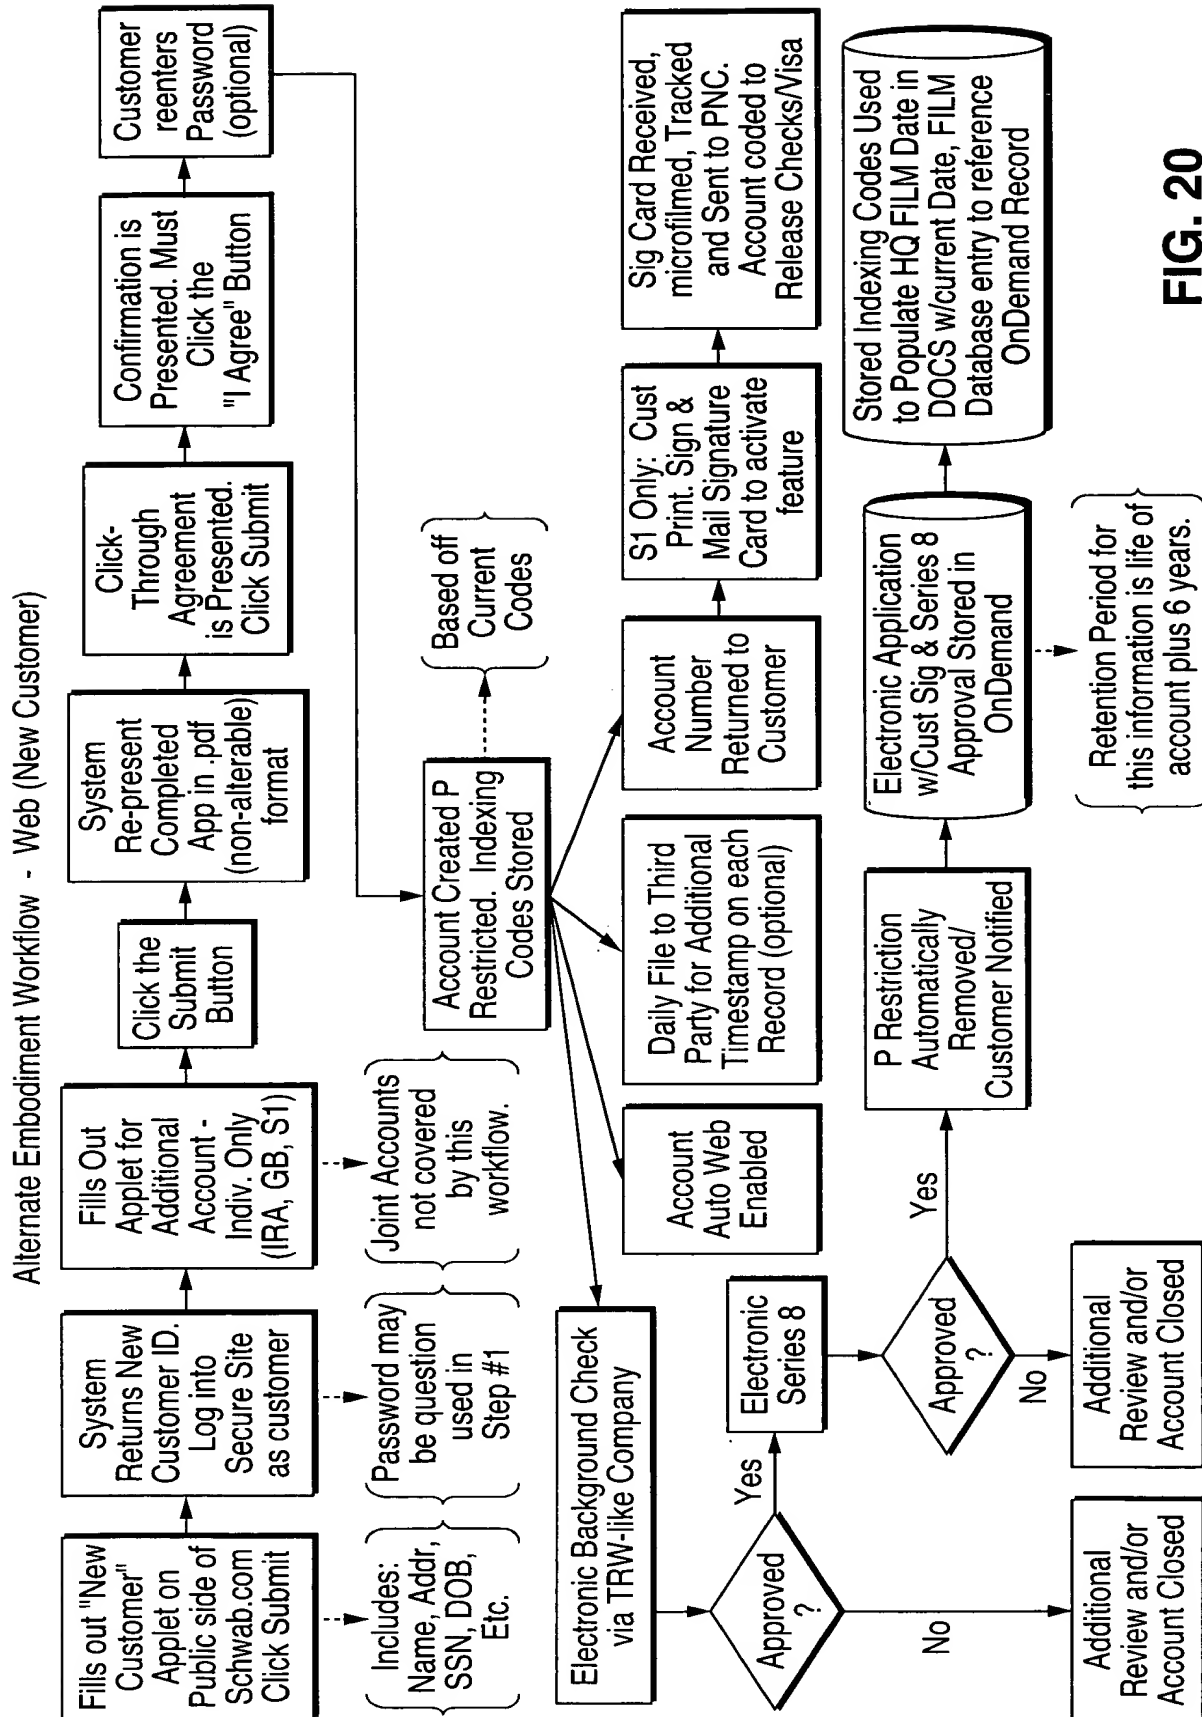 Alternate Embodiment Workflow - Web (New Customer)
Fills out "New
Customer"
Applet on
Public side of
Schwab.com
Click Submit
System
Returns New
Customer ID.
Log into
Secure Site
as customer
Fills Out
Applet for
Additional
Account -
Indiv. Only
(IRA, GB, S1)
Click the
Submit
Button
System
Re-present
Completed
App in .pdf
(non-alterable)
format
Click-
Through
Agreement
is Presented.
Click Submit
Confirmation is
Presented. Must
Click the
"I Agree" Button
Customer
reenters
Password
(optional)
Includes:
Name, Addr,
SSN, DOB,
Etc.
Password may
be question
used in
Step #1
Joint Accounts
not covered
by this
workflow.
Account Created P
Restricted. Indexing
Codes Stored
Based off
Current
Codes
Electronic Background Check
via TRW-like Company
Account
Auto Web
Enabled
Daily File to Third
Party for Additional
Timestamp on each
Record (optional)
Account
Number
Returned to
Customer
S1 Only: Cust
Print. Sign &
Mail Signature
Card to activate
feature
Sig Card Received,
microfilmed, Tracked
and Sent to PNC.
Account coded to
Release Checks/Visa
Approved
?
Yes
No
Electronic
Series 8
Approved
?
Yes
No
P Restriction
Automatically
Removed/
Customer Notified
Electronic Application
w/Cust Sig & Series 8
Approval Stored in
OnDemand
Stored Indexing Codes Used
to Populate HQ FILM Date in
DOCS w/current Date, FILM
Database entry to reference
OnDemand Record
Additional
Review and/or
Account Closed
Additional
Review and/or
Account Closed
Retention Period for
this information is life of
account plus 6 years.
FIG. 20